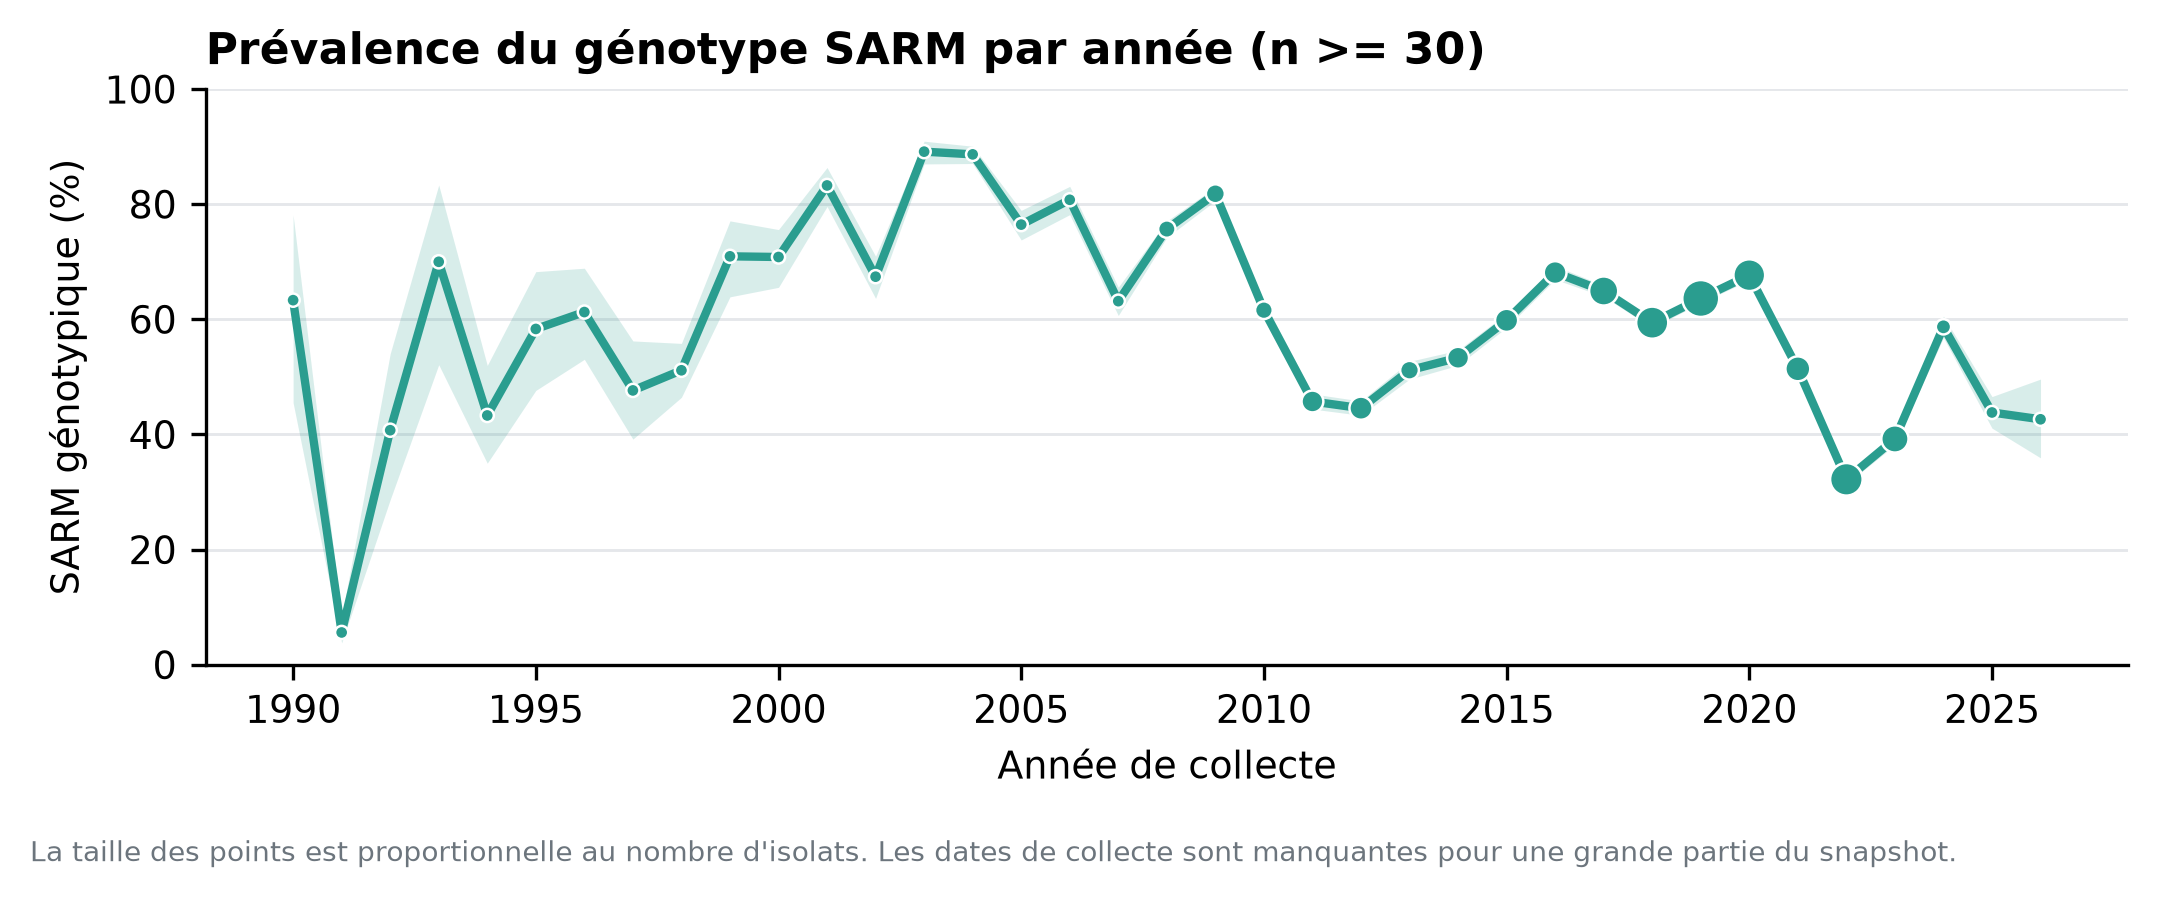 Prévalence du génotype SARM par année (n >= 30)
100
80
60
40
20
0
SARM génotypique (%)
1990 1995 2000 2005 2010 2015 2020 2025
Année de collecte
La taille des points est proportionnelle au nombre d'isolats. Les dates de collecte sont manquantes pour une grande partie du snapshot.